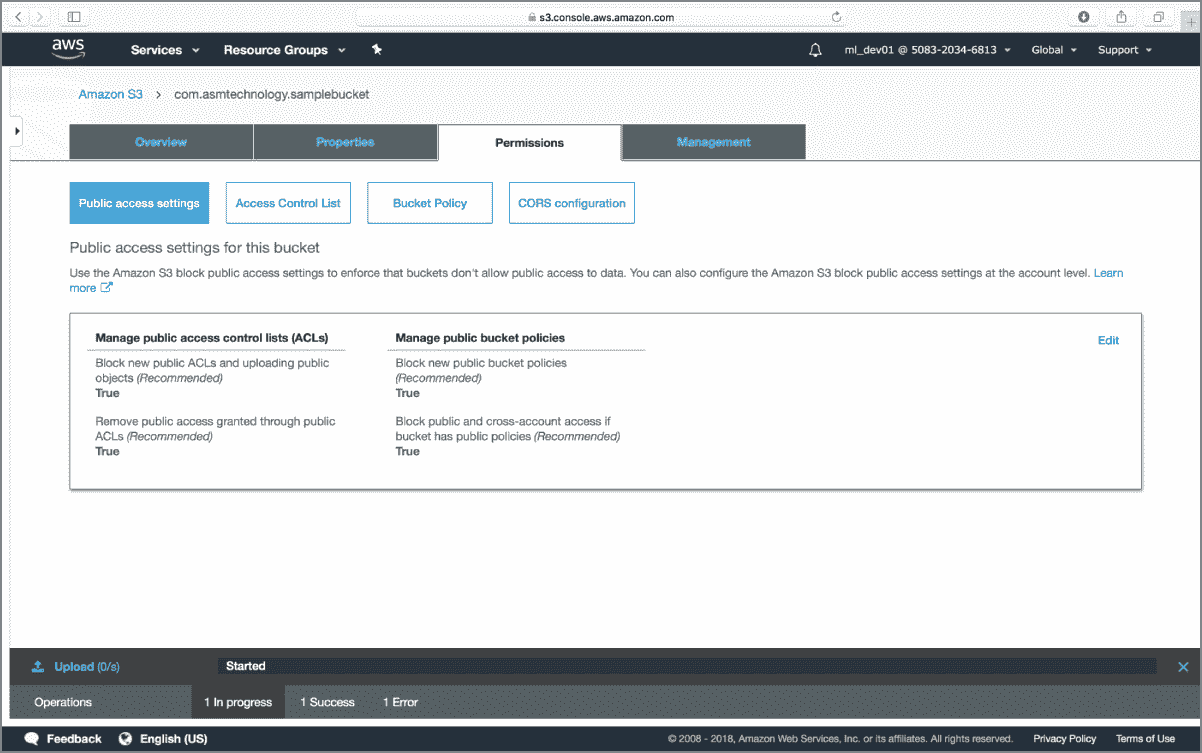 s3.console.aws.amazon.com
aws Services Resource Groups ml_dev01 @ 5083-2034-6813 Global Support
Amazon S3 > com.asmtechnology.samplebucket
Overview Properties Permissions Management
Public access settings Access Control List Bucket Policy CORS configuration
Public access settings for this bucket
Use the Amazon S3 block public access settings to enforce that buckets don't allow public access to data. You can also configure the Amazon S3 block public access settings at the account level. Learn
more
Manage public access control lists (ACLs)
Block new public ACLs and uploading public
objects (Recommended)
True
Remove public access granted through public
ACLs (Recommended)
True
Manage public bucket policies
Block new public bucket policies
(Recommended)
True
Block public and cross-account access if
bucket has public policies (Recommended)
True
Edit
Upload (0/s) Started
Operations 1 In progress 1 Success 1 Error
Feedback English (US) © 2008 - 2018, Amazon Web Services, Inc. or its affiliates. All rights reserved. Privacy Policy Terms of Use